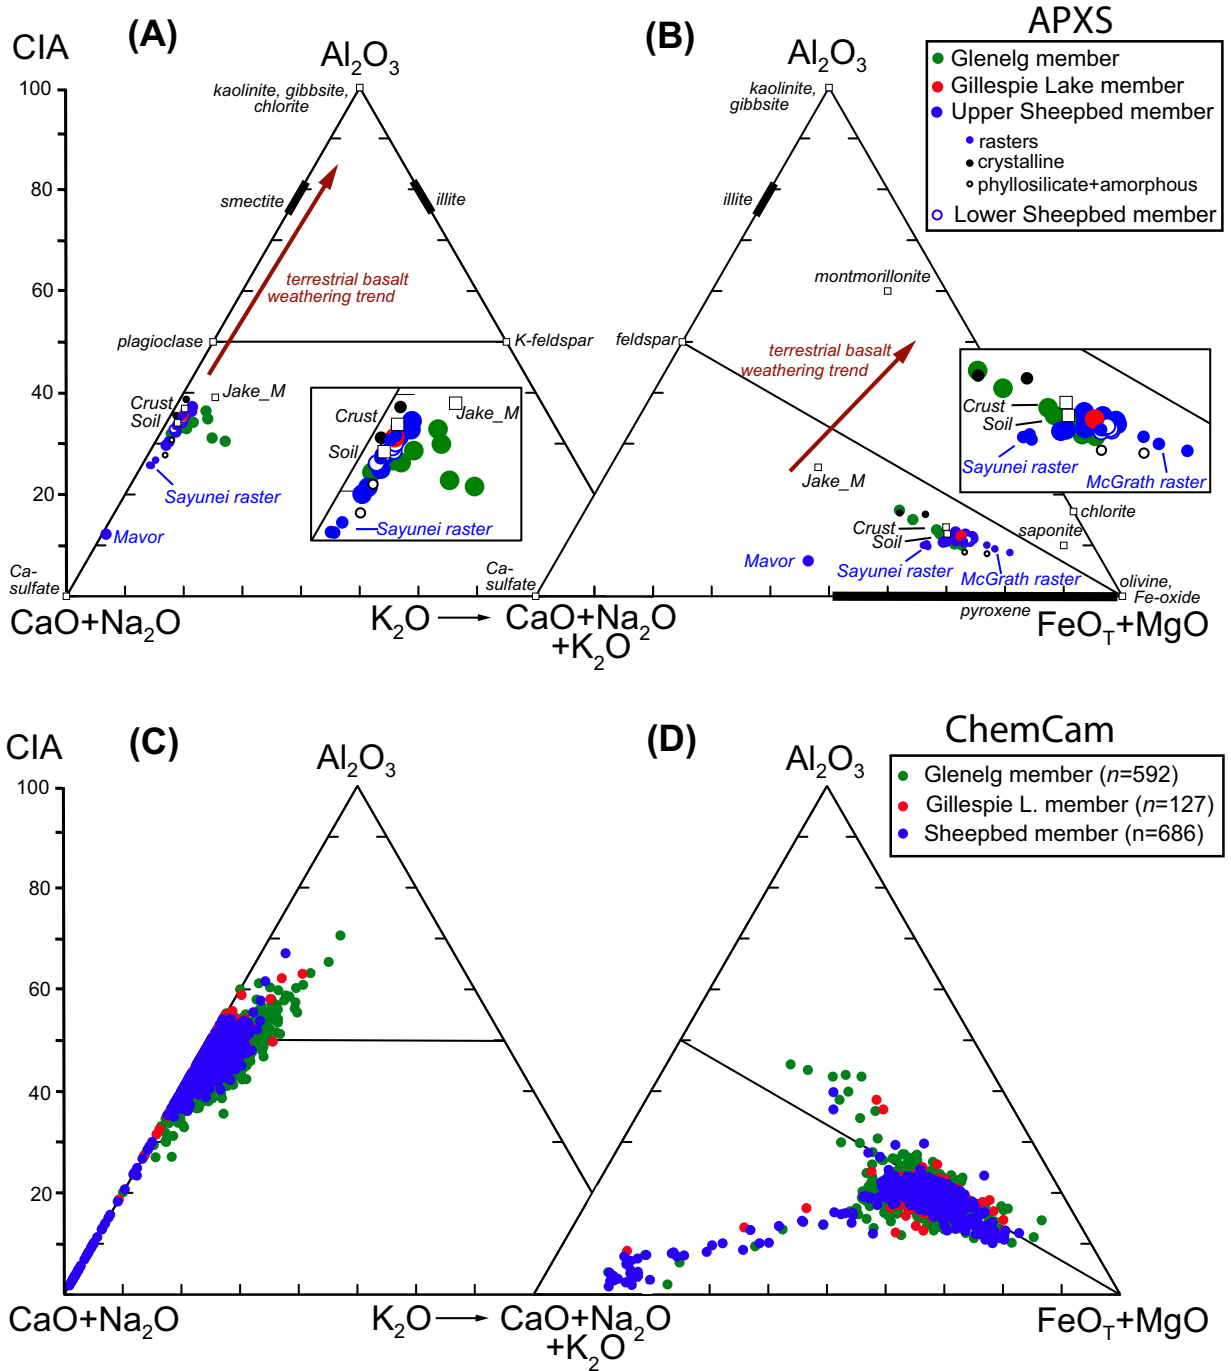 (A)
(B)
APXS
CIA
Al2O3
Al2O3
Glenelg member
Gillespie Lake member
Upper Sheepbed member
rasters
crystalline
phyllosilicate+amorphous
Lower Sheepbed member
100
80
60
40
20
kaolinite, gibbsite,
chlorite
smectite
illite
terrestrial basalt
weathering trend
plagioclase
K-feldspar
Jake_M
Crust
Soil
Sayunei raster
Mavor
Ca-
sulfate
Crust
Soil
Jake_M
Sayunei raster
Ca-
sulfate
CaO+Na2O
K2O
CaO+Na2O
+K2O
kaolinite,
gibbsite
illite
montmorillonite
feldspar
terrestrial basalt
weathering trend
Jake_M
Crust
Soil
Mavor
Sayunei raster
McGrath raster
Crust
Soil
Sayunei raster
McGrath raster
chlorite
saponite
olivine,
Fe-oxide
pyroxene
FeOT+MgO
(C)
(D)
ChemCam
CIA
Al2O3
Al2O3
Glenelg member (n=592)
Gillespie L. member (n=127)
Sheepbed member (n=686)
100
80
60
40
20
CaO+Na2O
K2O
CaO+Na2O
+K2O
FeOT+MgO